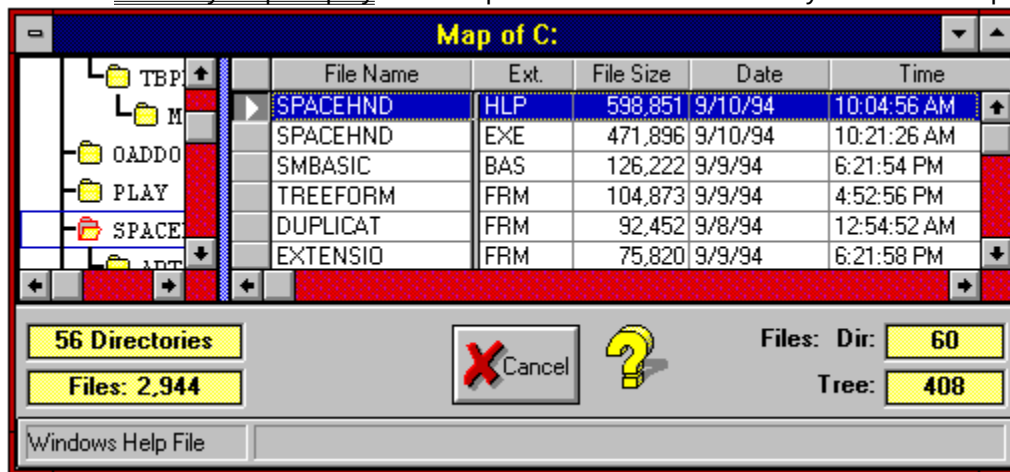 Map of C:
TBP
M
OADDO
PLAY
SPACE
File Name Ext. File Size Date Time
SPACEHND HLP 598,851 9/10/94 10:04:56 AM
SPACEHND EXE 471,896 9/10/94 10:21:26 AM
SMBASIC BAS 126,222 9/9/94 6:21:54 PM
TREEFORM FRM 104,873 9/9/94 4:52:56 PM
DUPLICAT FRM 92,452 9/8/94 12:54:52 AM
EXTENSIO FRM 75,820 9/9/94 6:21:58 PM
56 Directories
Files: 2,944
Cancel
?
Files: Dir: 60
Tree: 408
Windows Help File